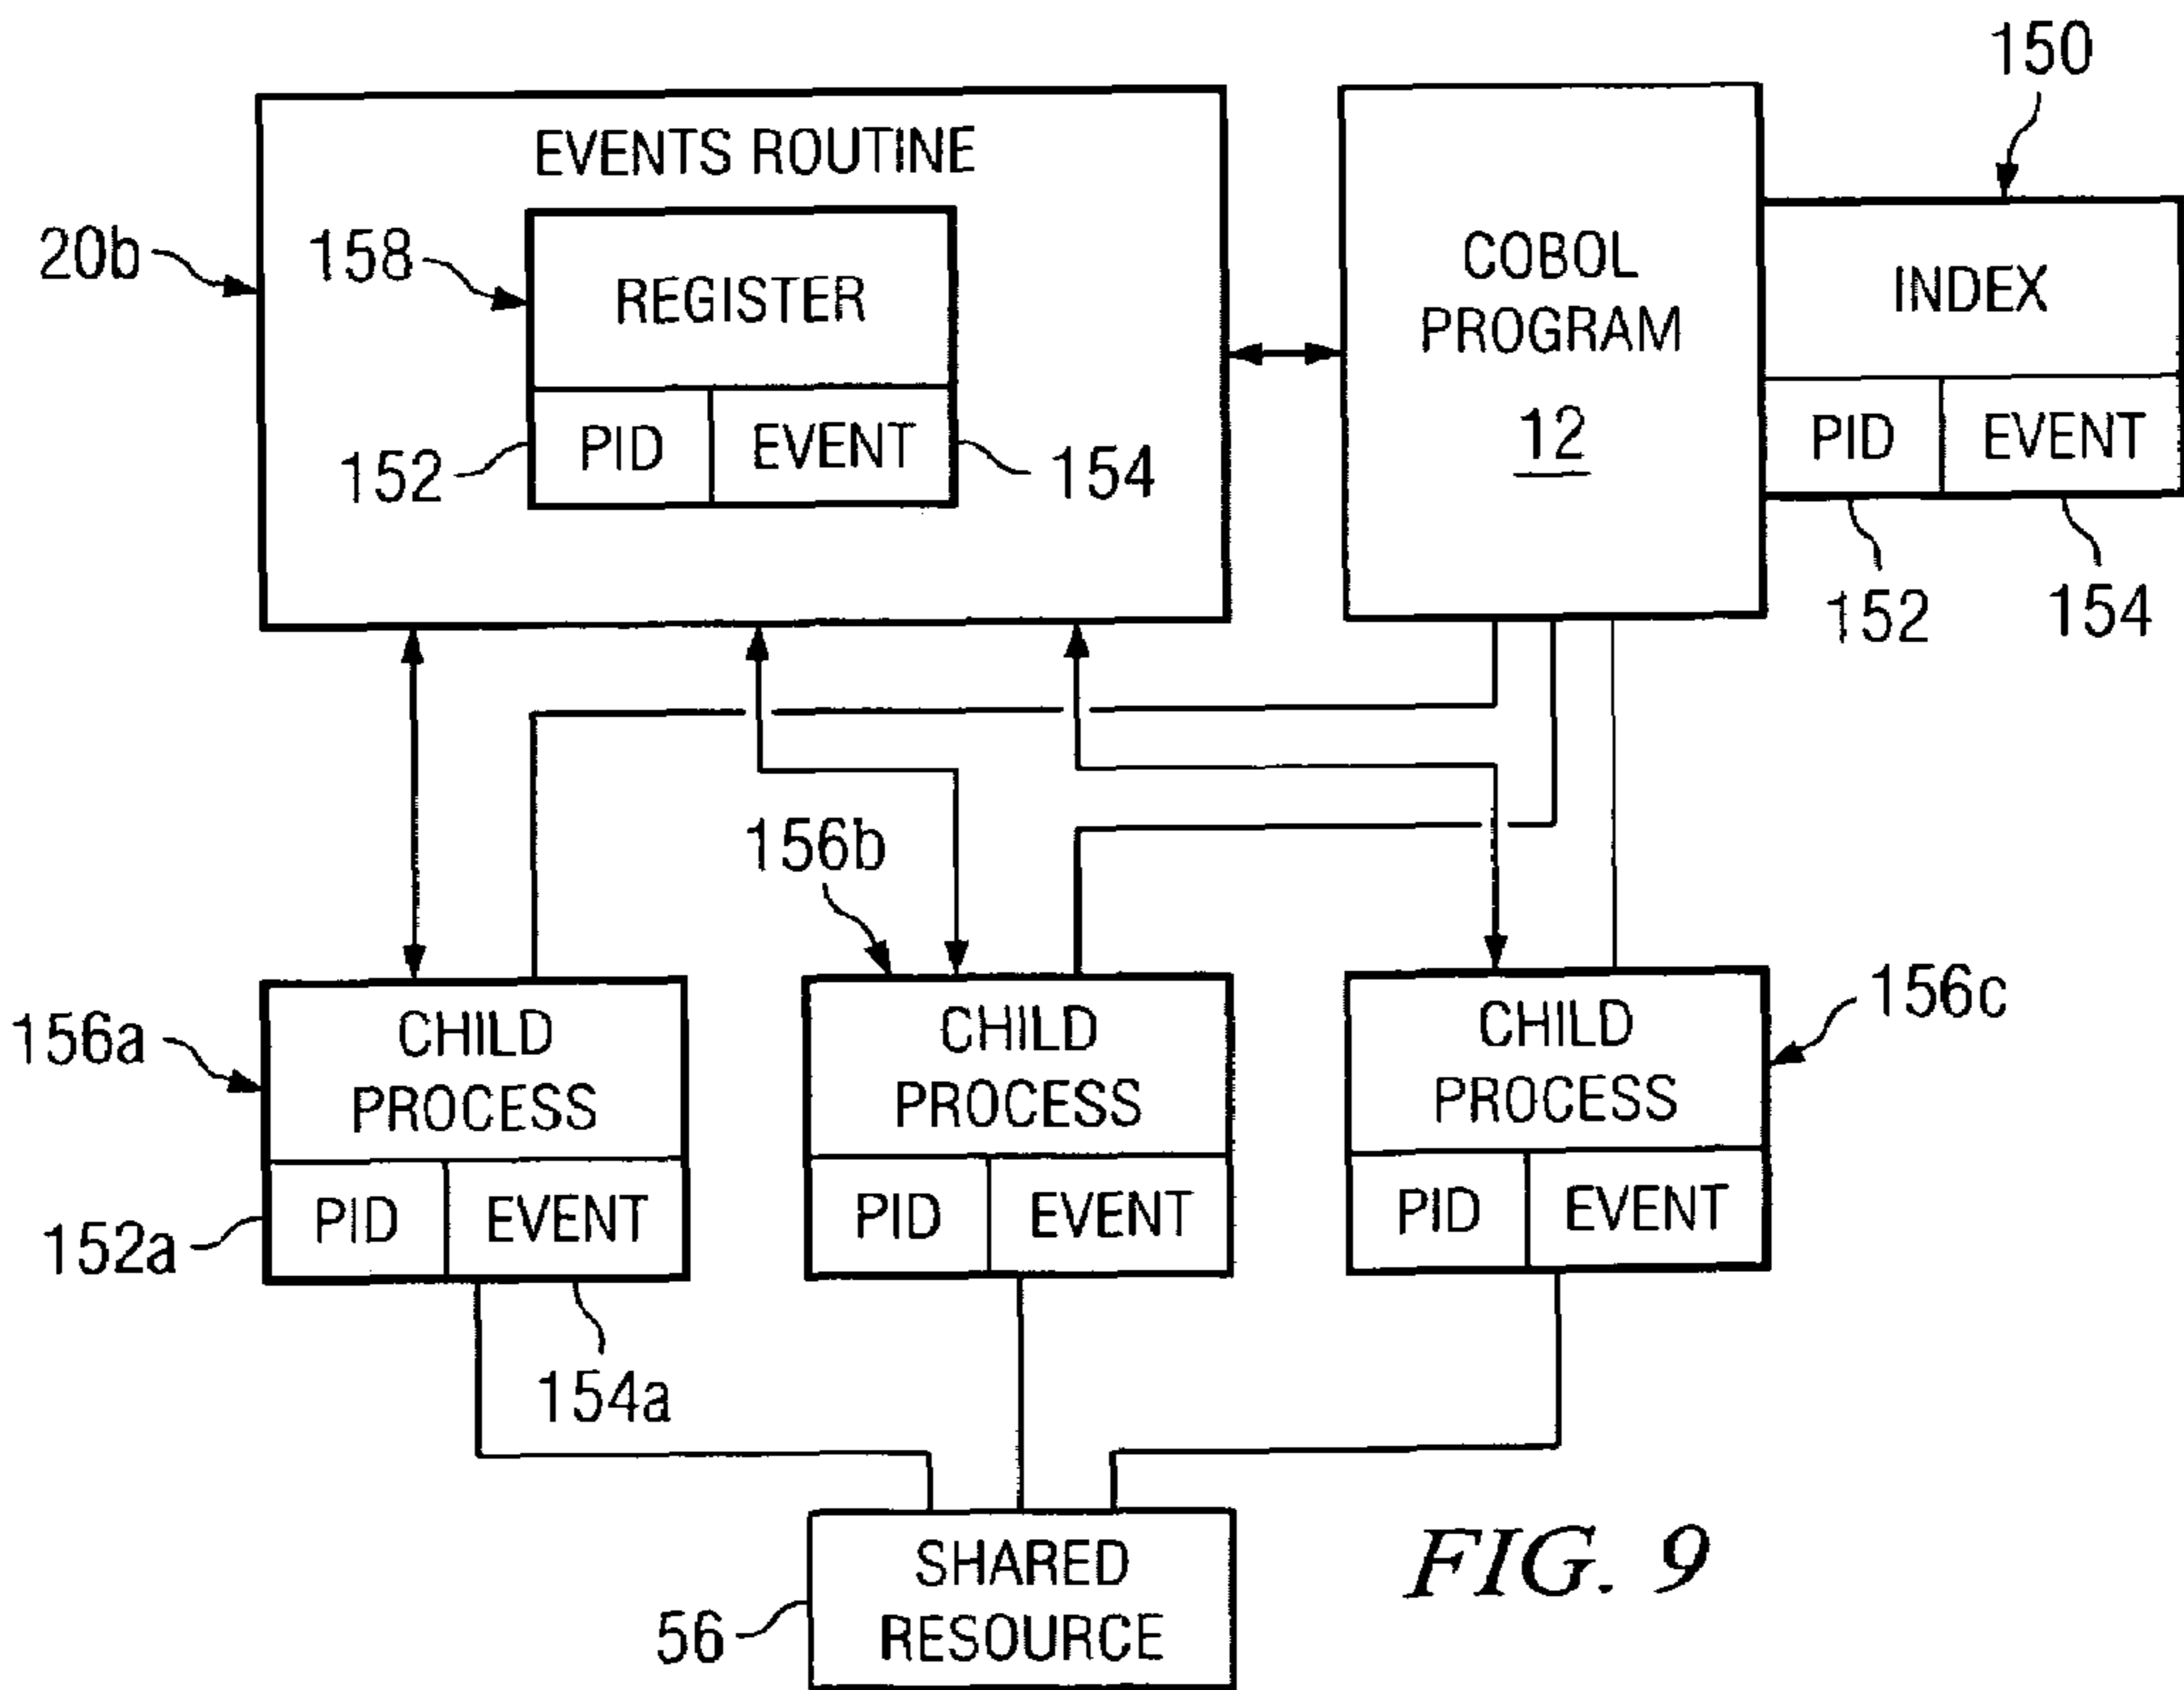 150
EVENTS ROUTINE
20b
158
REGISTER
COBOL
PROGRAM
12
INDEX
PID
EVENT
152
154
PID
EVENT
152
154
156b
156a
CHILD
PROCESS
CHILD
PROCESS
CHILD
PROCESS
156c
152a
PID
EVENT
PID
EVENT
PID
EVENT
154a
SHARED
RESOURCE
56
FIG. 9